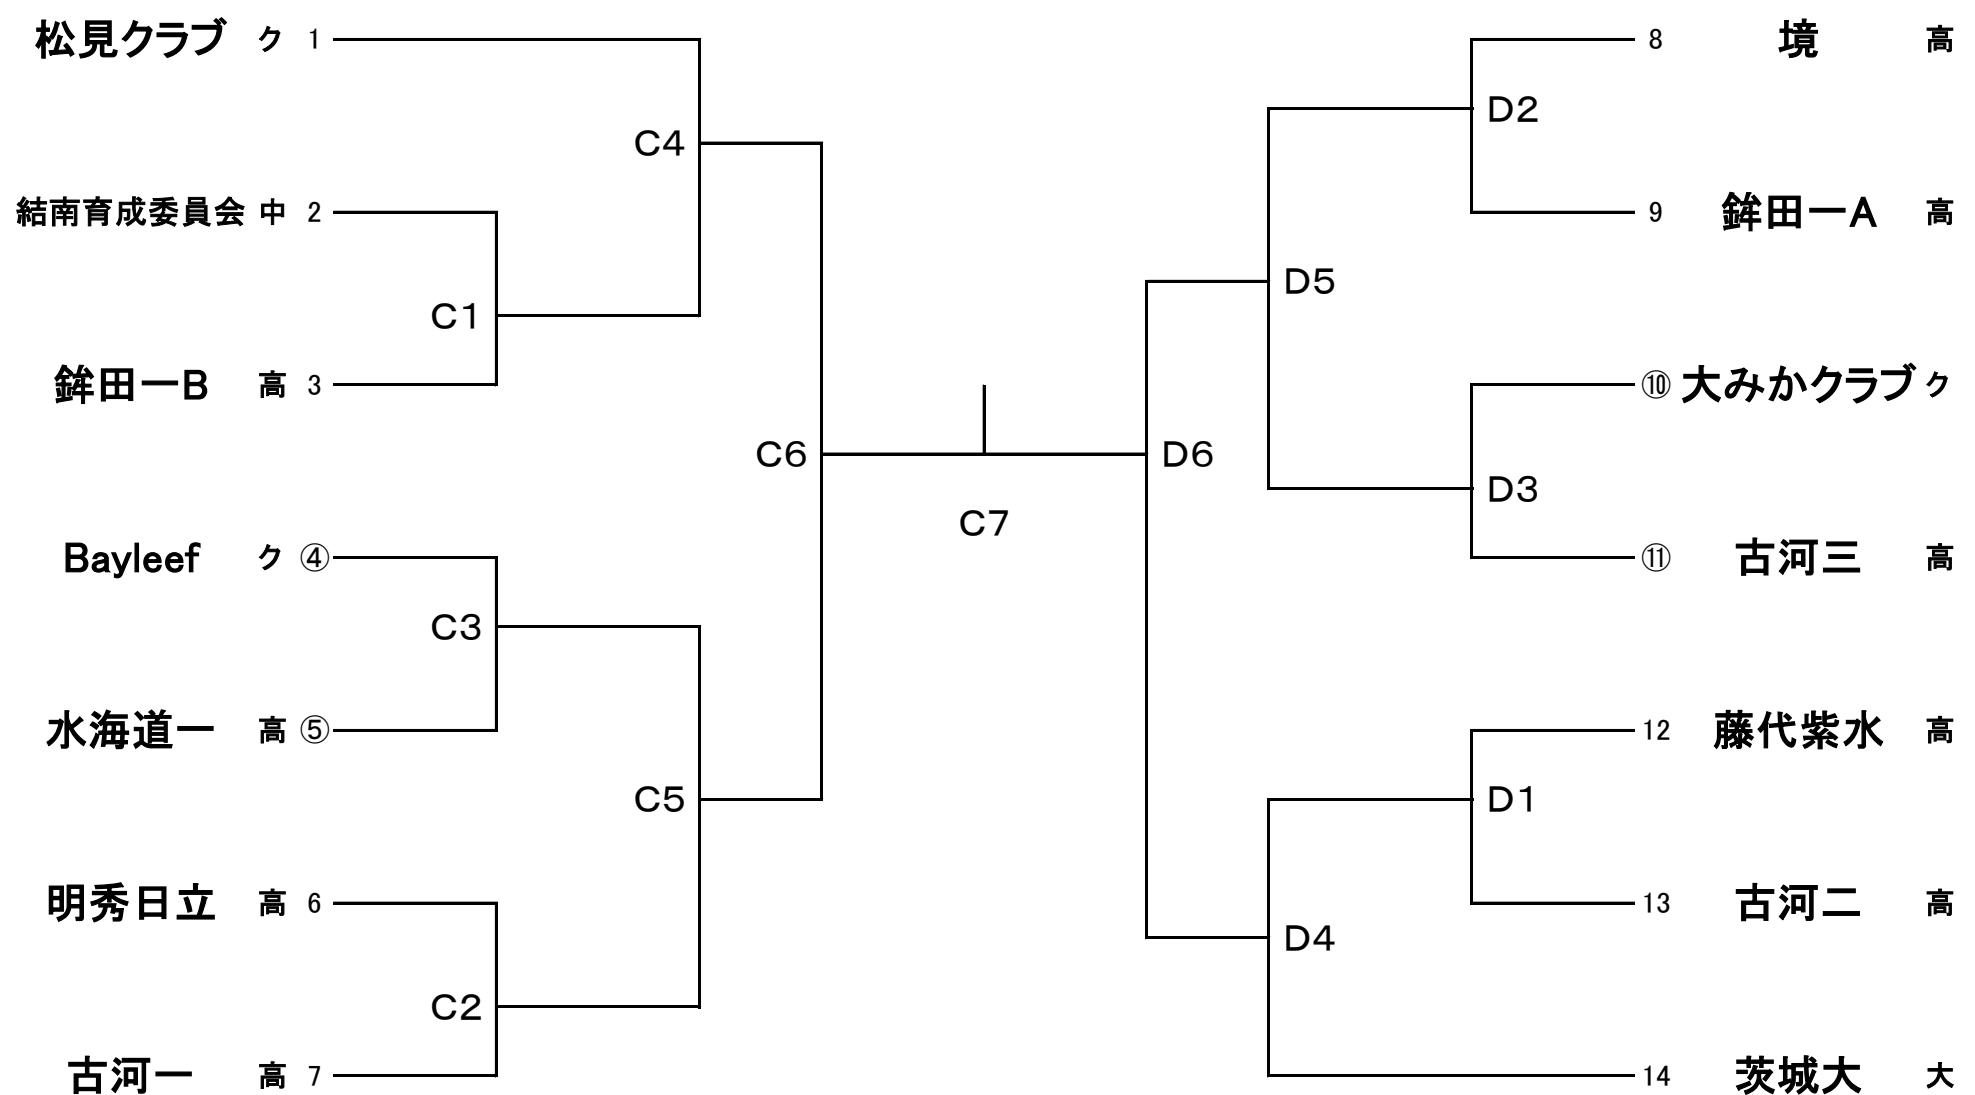 松見クラブ ク 1
結南育成委員会 中 2
鉾田一B 高 3
Bayleef ク ④
水海道一 高 ⑤
明秀日立 高 6
古河一 高 7
C4
C1
C3
C5
C2
C6
C7
D6
D5
D4
D2
D3
D1
8 境 高
9 鉾田一A 高
⑩ 大みかクラブ ク
⑪ 古河三 高
12 藤代紫水 高
13 古河二 高
14 茨城大 大